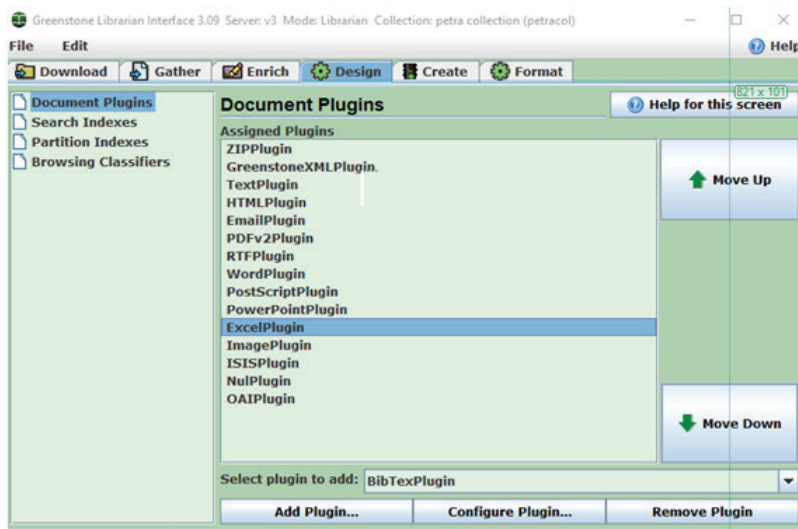 Greenstone Librarian Interface 3.09 Server: v3 Mode: Librarian Collection: petra collection (petracol)
File Edit Help
Download Gather Enrich Design Create Format
821 x 101
Document Plugins
Search Indexes
Partition Indexes
Browsing Classifiers
Document Plugins Help for this screen
Assigned Plugins
ZIPPlugin
GreenstoneXMLPlugin.
TextPlugin
HTMLPlugin
EmailPlugin
PDFv2Plugin
RTFPlugin
WordPlugin
PostScriptPlugin
PowerPointPlugin
ExcelPlugin
ImagePlugin
ISISPlugin
NulPlugin
OAIPlugin
Move Up
Move Down
Select plugin to add: BibTexPlugin
Add Plugin... Configure Plugin... Remove Plugin